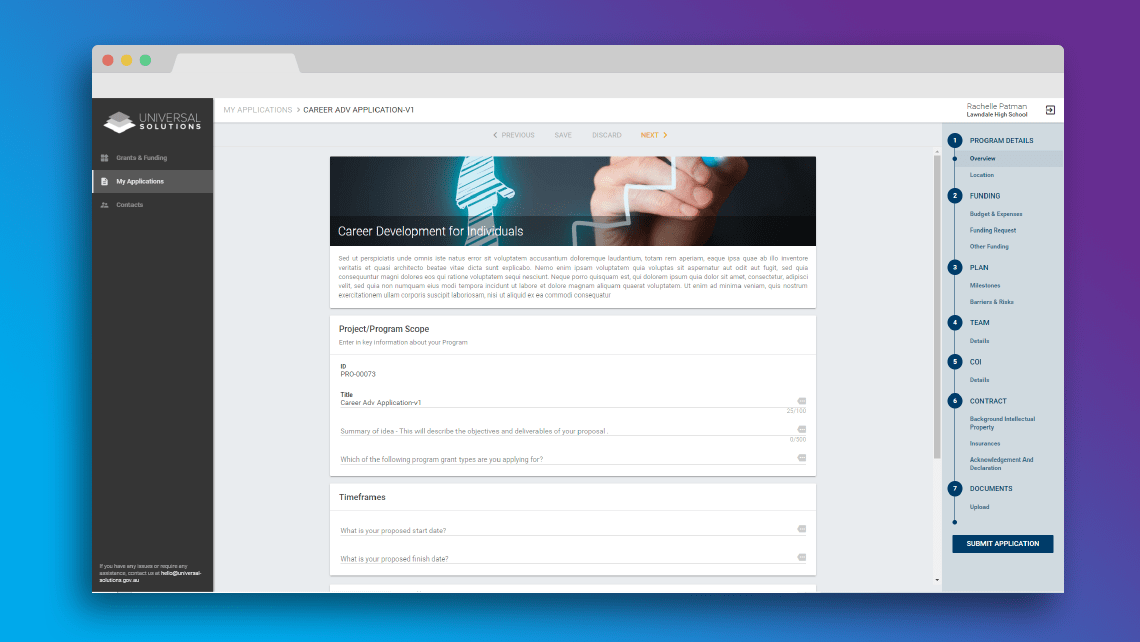 UNIVERSAL
SOLUTIONS
Grants & Funding
My Applications
Contacts
If you have any issues or require any
assistance, contact us at hello@universal-
solutions.gov.au
MY APPLICATIONS > CAREER ADV APPLICATION-V1
Rachelle Patman
Lawndale High School
< PREVIOUS SAVE DISCARD NEXT >
Career Development for Individuals
Sed ut perspiciatis unde omnis iste natus error sit voluptatem accusantium doloremque laudantium, totam rem aperiam, eaque ipsa quae ab illo inventore
veritatis et quasi architecto beatae vitae dicta sunt explicabo. Nemo enim ipsam voluptatem quia voluptas sit aspernatur aut odit aut fugit, sed quia
consequuntur magni dolores eos qui ratione voluptatem sequi nesciunt. Neque porro quisquam est, qui dolorem ipsum quia dolor sit amet, consectetur, adipisci
velit, sed quia non numquam eius modi tempora incidunt ut labore et dolore magnam aliquam quaerat voluptatem. Ut enim ad minima veniam, quis nostrum
exercitationem ullam corporis suscipit laboriosam, nisi ut aliquid ex ea commodi consequatur
Project/Program Scope
Enter in key information about your Program
ID
PRO-00073
Title
Career Adv Application-v1
25/100
Summary of idea - This will describe the objectives and deliverables of your proposal .
0/300
Which of the following program grant types are you applying for?
Timeframes
What is your proposed start date?
What is your proposed finish date?
1 PROGRAM DETAILS
Overview
Location
2 FUNDING
Budget & Expenses
Funding Request
Other Funding
3 PLAN
Milestones
Barriers & Risks
4 TEAM
Details
5 COI
Details
6 CONTRACT
Background Intellectual
Property
Insurances
Acknowledgement And
Declaration
7 DOCUMENTS
Upload
SUBMIT APPLICATION